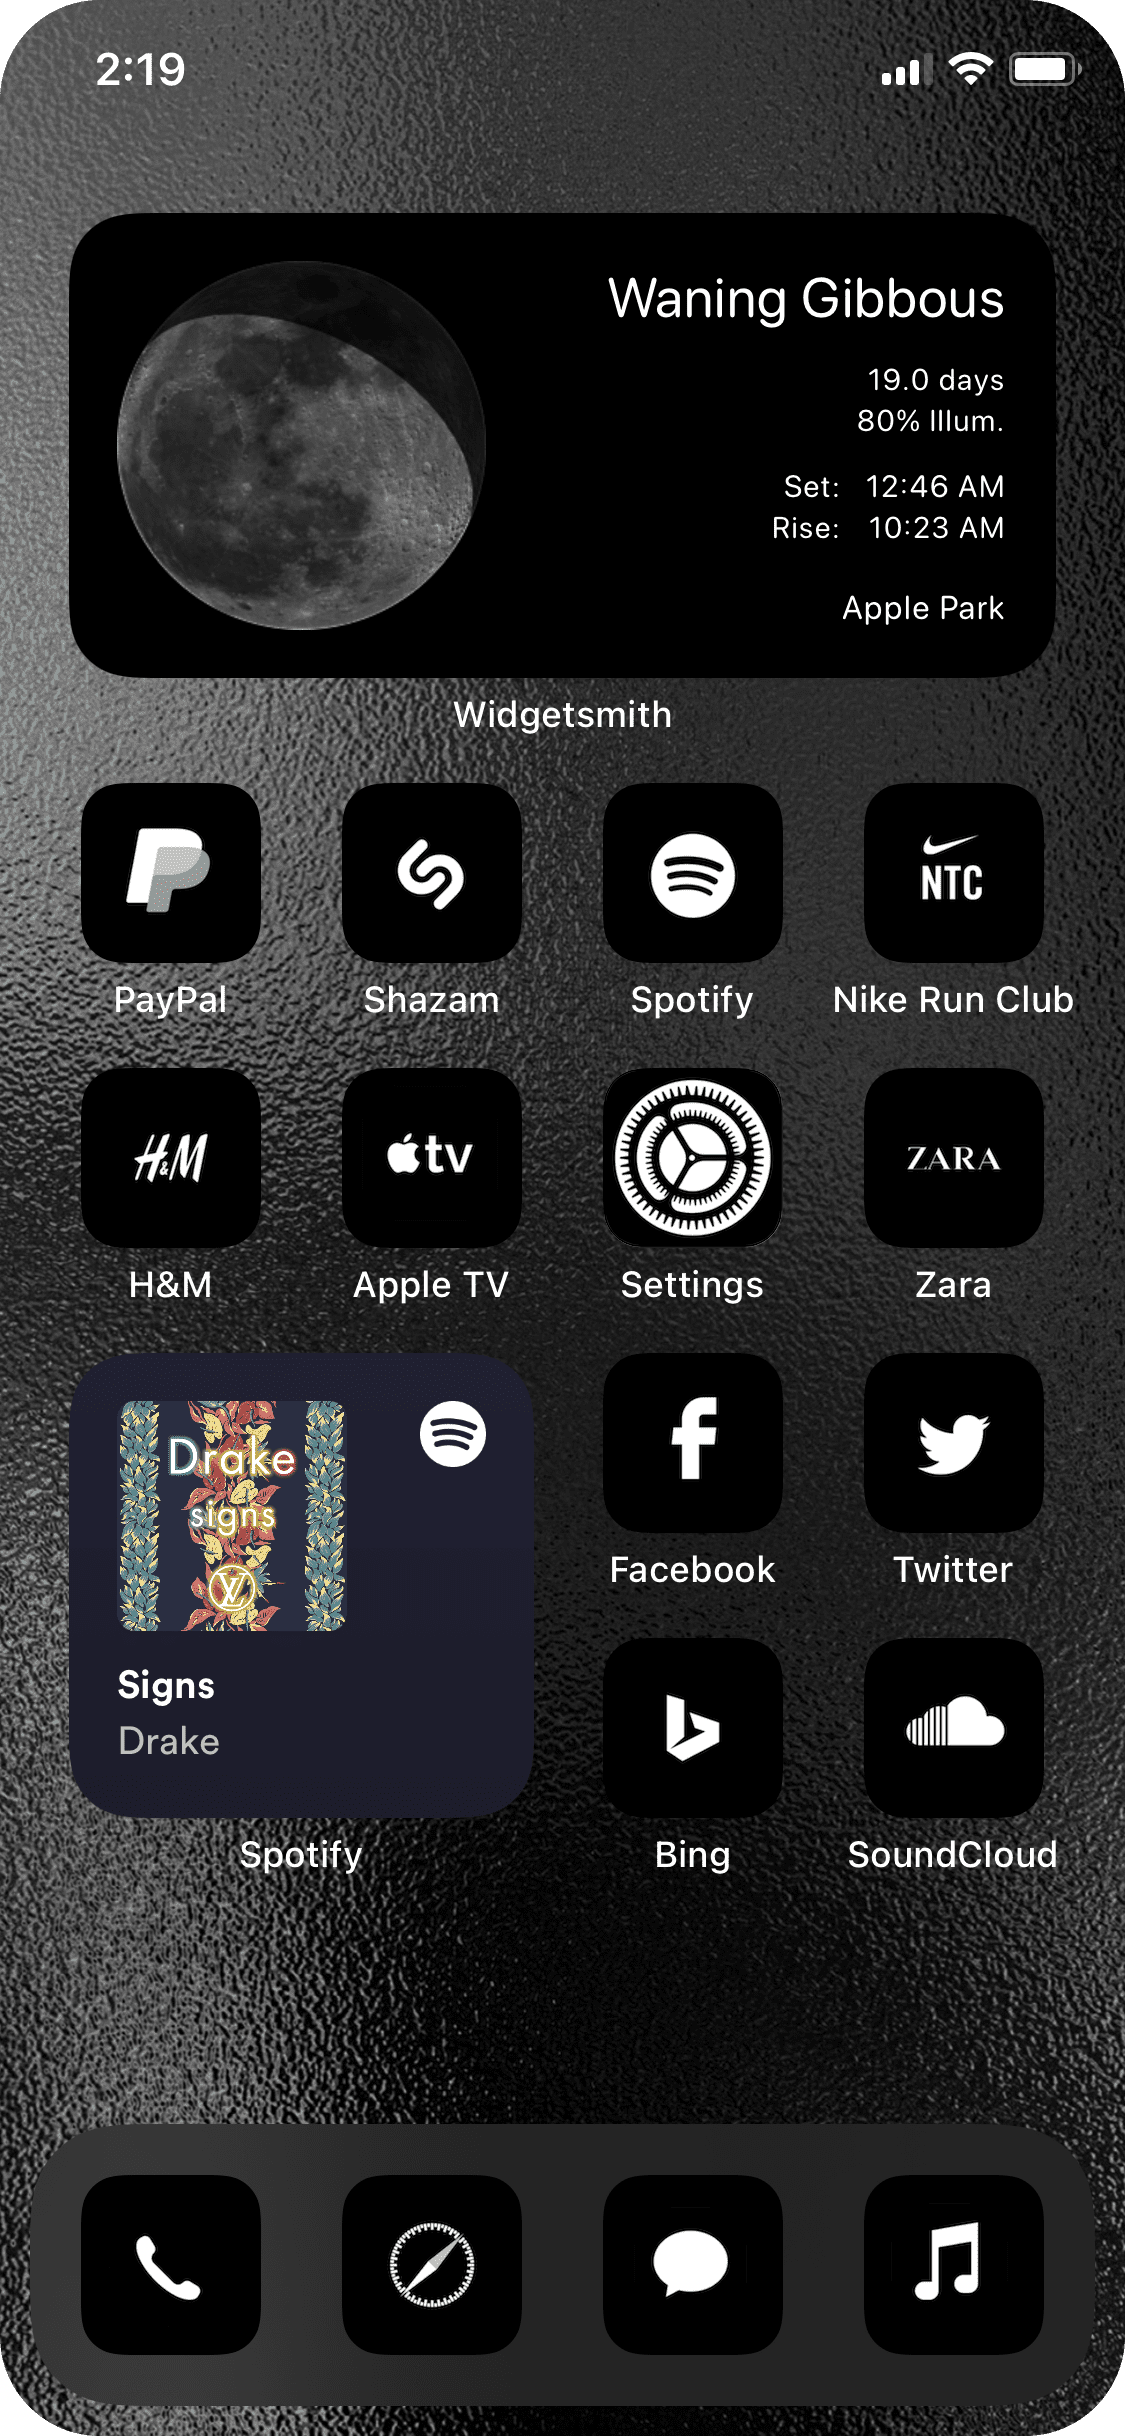 2:19
Waning Gibbous
19.0 days
80% Illum.
Set: 12:46 AM
Rise: 10:23 AM
Apple Park
Widgetsmith
NTC
PayPal
Shazam
Spotify
Nike Run Club
H&M
tv
ZARA
H&M
Apple TV
Settings
Zara
Drake
signs
LV
Signs
Drake
Facebook
Twitter
Spotify
Bing
SoundCloud